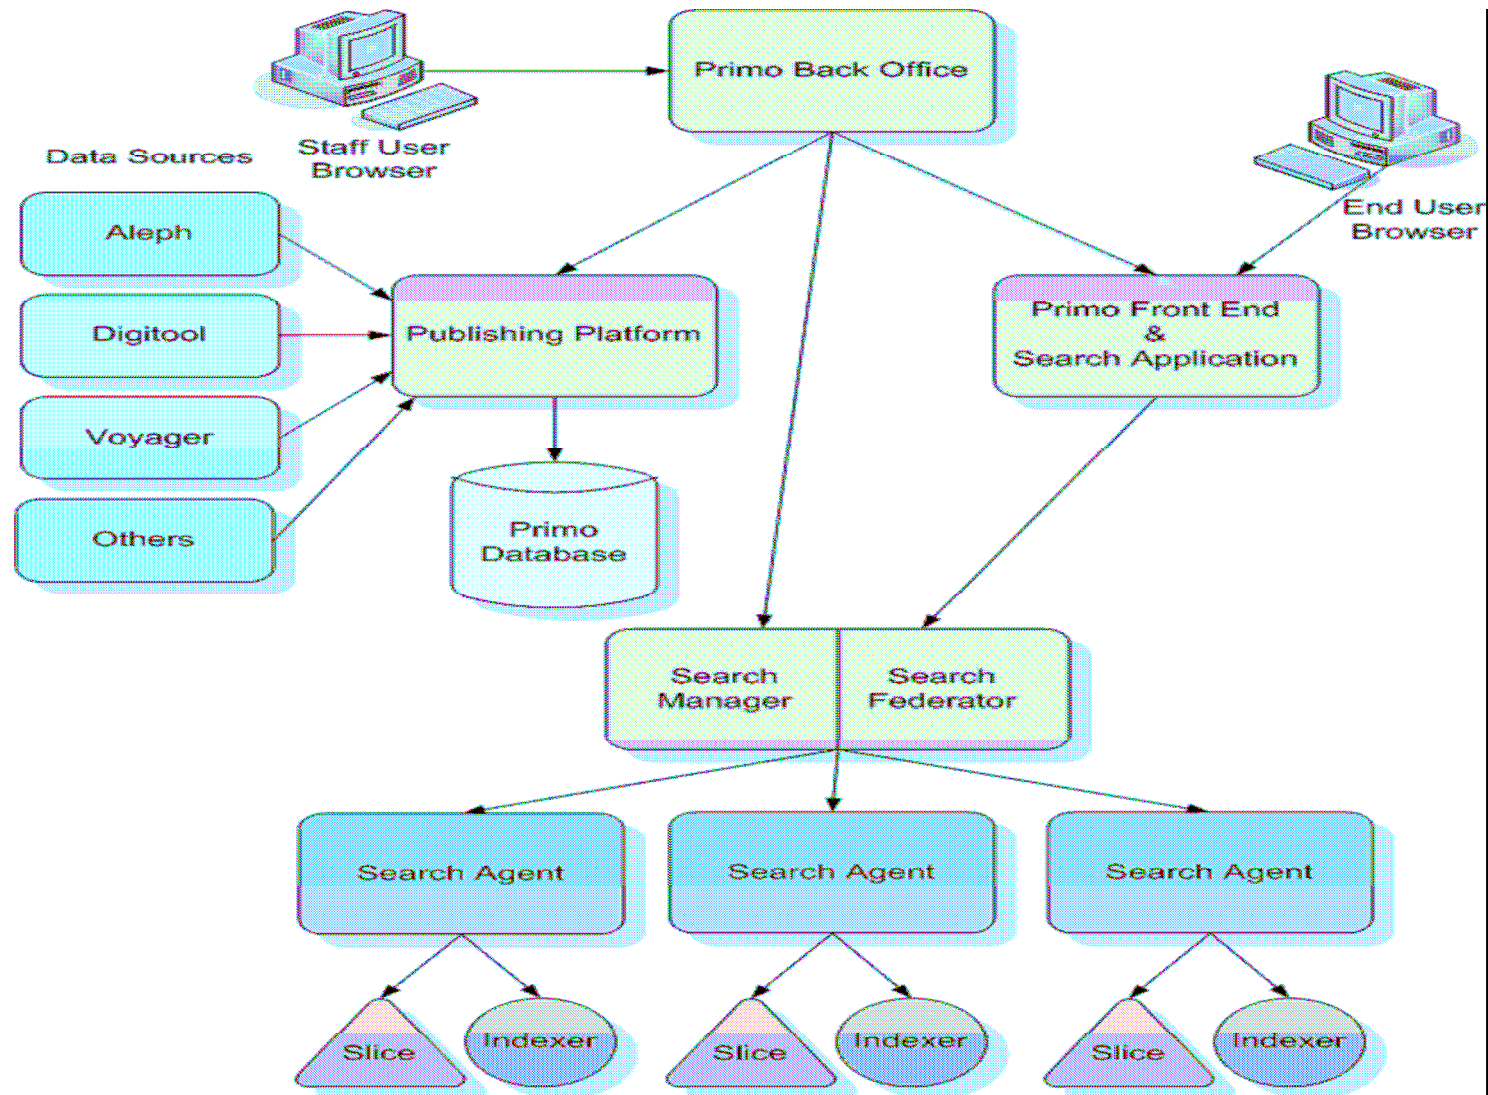 Primo Back Office
Staff User
Browser
Data Sources
End User
Browser
Aleph
Digitool
Voyager
Others
Publishing Platform
Primo Front End
&
Search Application
Primo
Database
Search
Manager
Search
Federator
Search Agent
Search Agent
Search Agent
Slice
Indexer
Slice
Indexer
Slice
Indexer